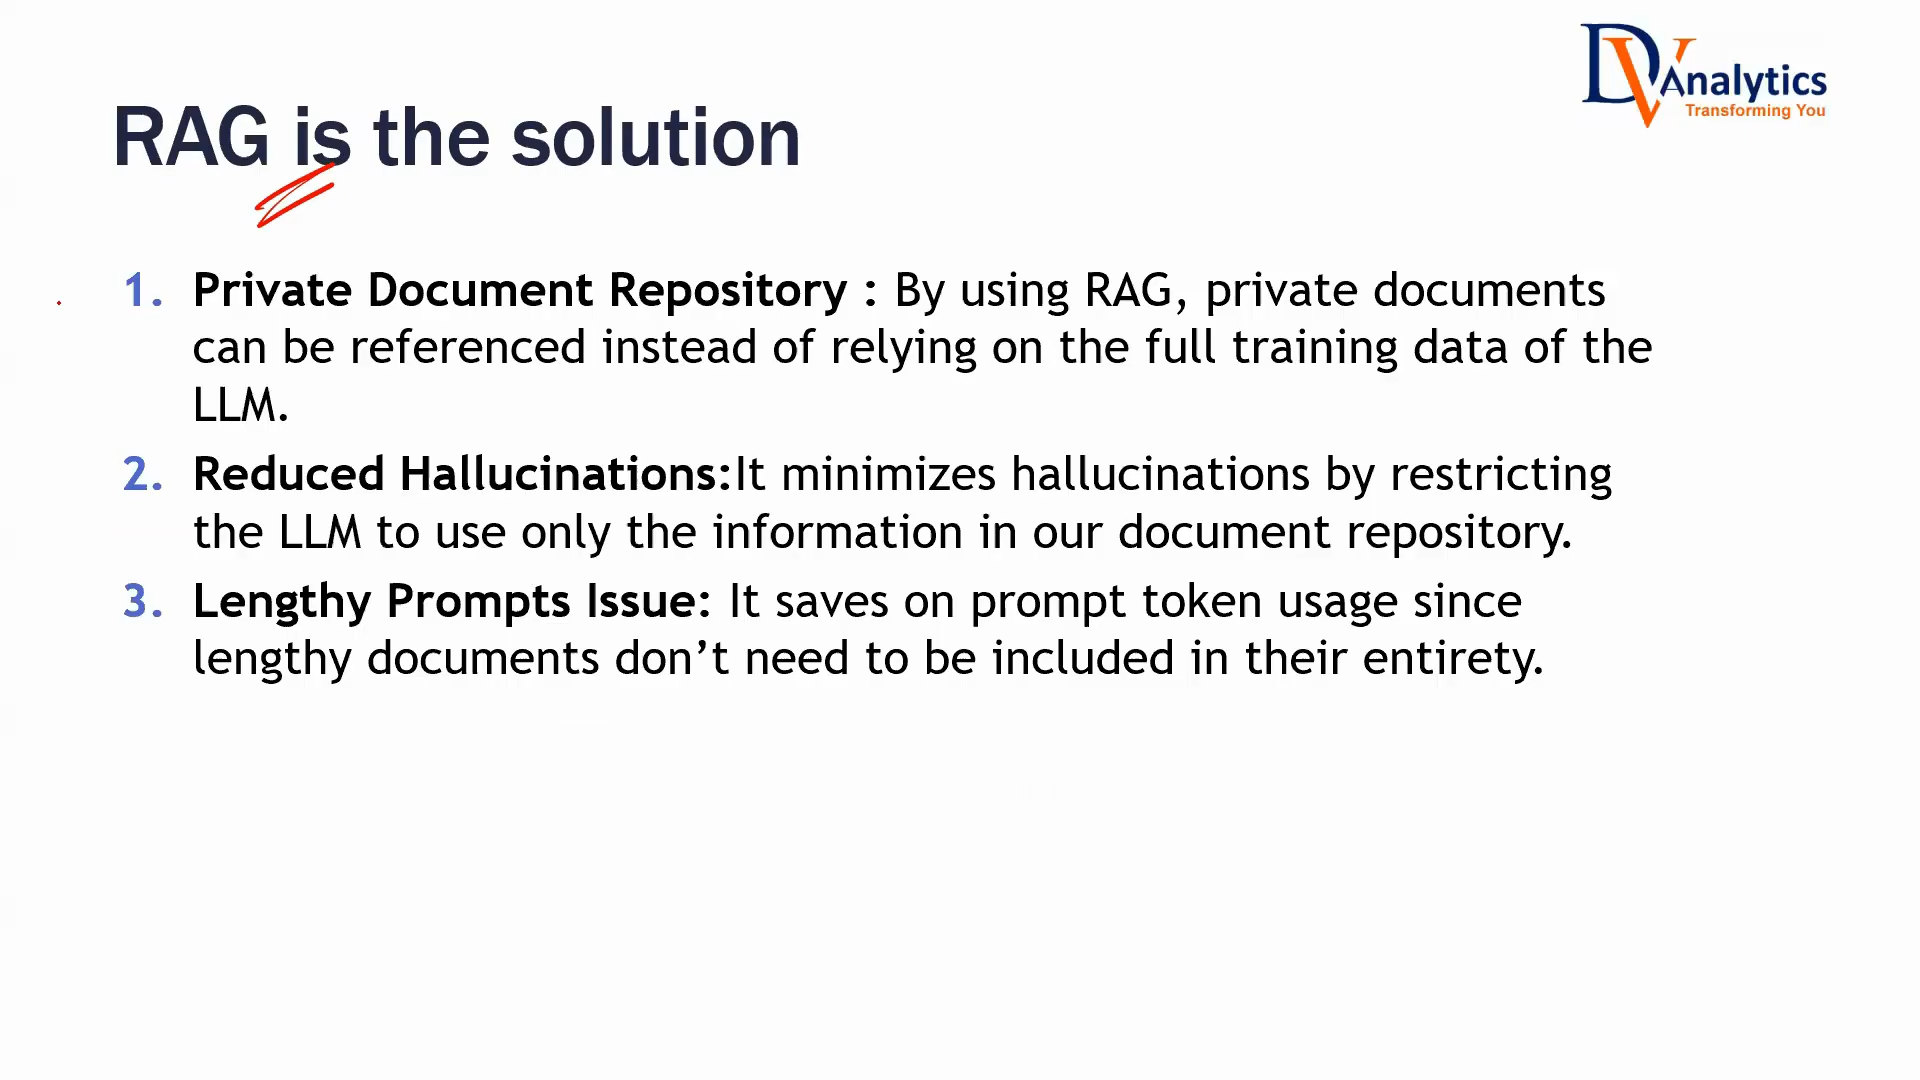 DV Analytics
Transforming You
RAG is the solution
1. Private Document Repository : By using RAG, private documents
can be referenced instead of relying on the full training data of the
LLM.
2. Reduced Hallucinations:It minimizes hallucinations by restricting
the LLM to use only the information in our document repository.
3. Lengthy Prompts Issue: It saves on prompt token usage since
lengthy documents don’t need to be included in their entirety.